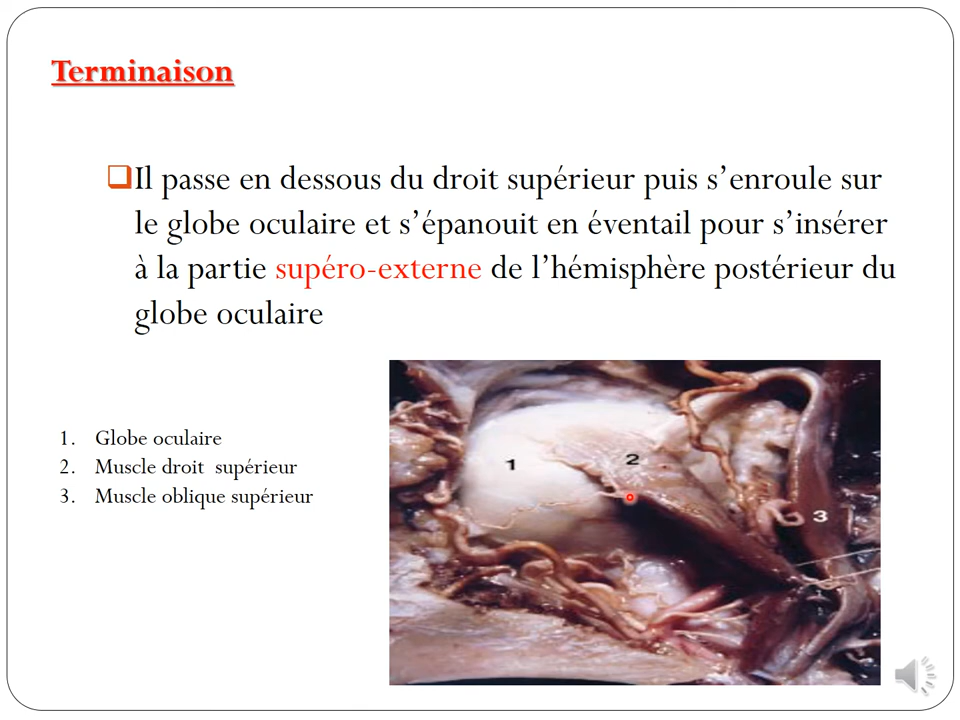 Terminaison
Il passe en dessous du droit supérieur puis s’enroule sur
le globe oculaire et s’épanouit en éventail pour s’insérer
à la partie supéro-externe de l’hémisphère postérieur du
globe oculaire
1. Globe oculaire
2. Muscle droit supérieur
3. Muscle oblique supérieur
1
2
3